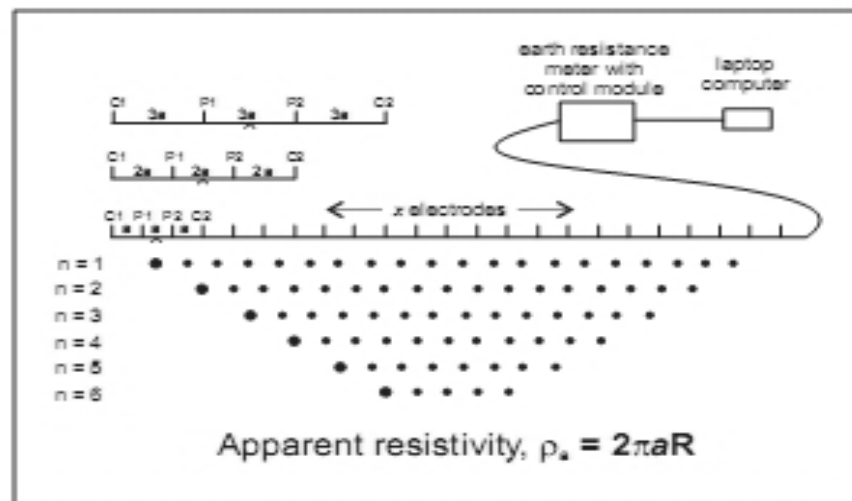 earth resistance
meter with
control module
laptop
computer
C1 P1 P2 C2
3a 3a 3a
C1 P1 P2 C2
2a 2a 2a
C1 P1 P2 C2
a a a
x electrodes
n = 1
n = 2
n = 3
n = 4
n = 5
n = 6
Apparent resistivity, ρₐ = 2πaR